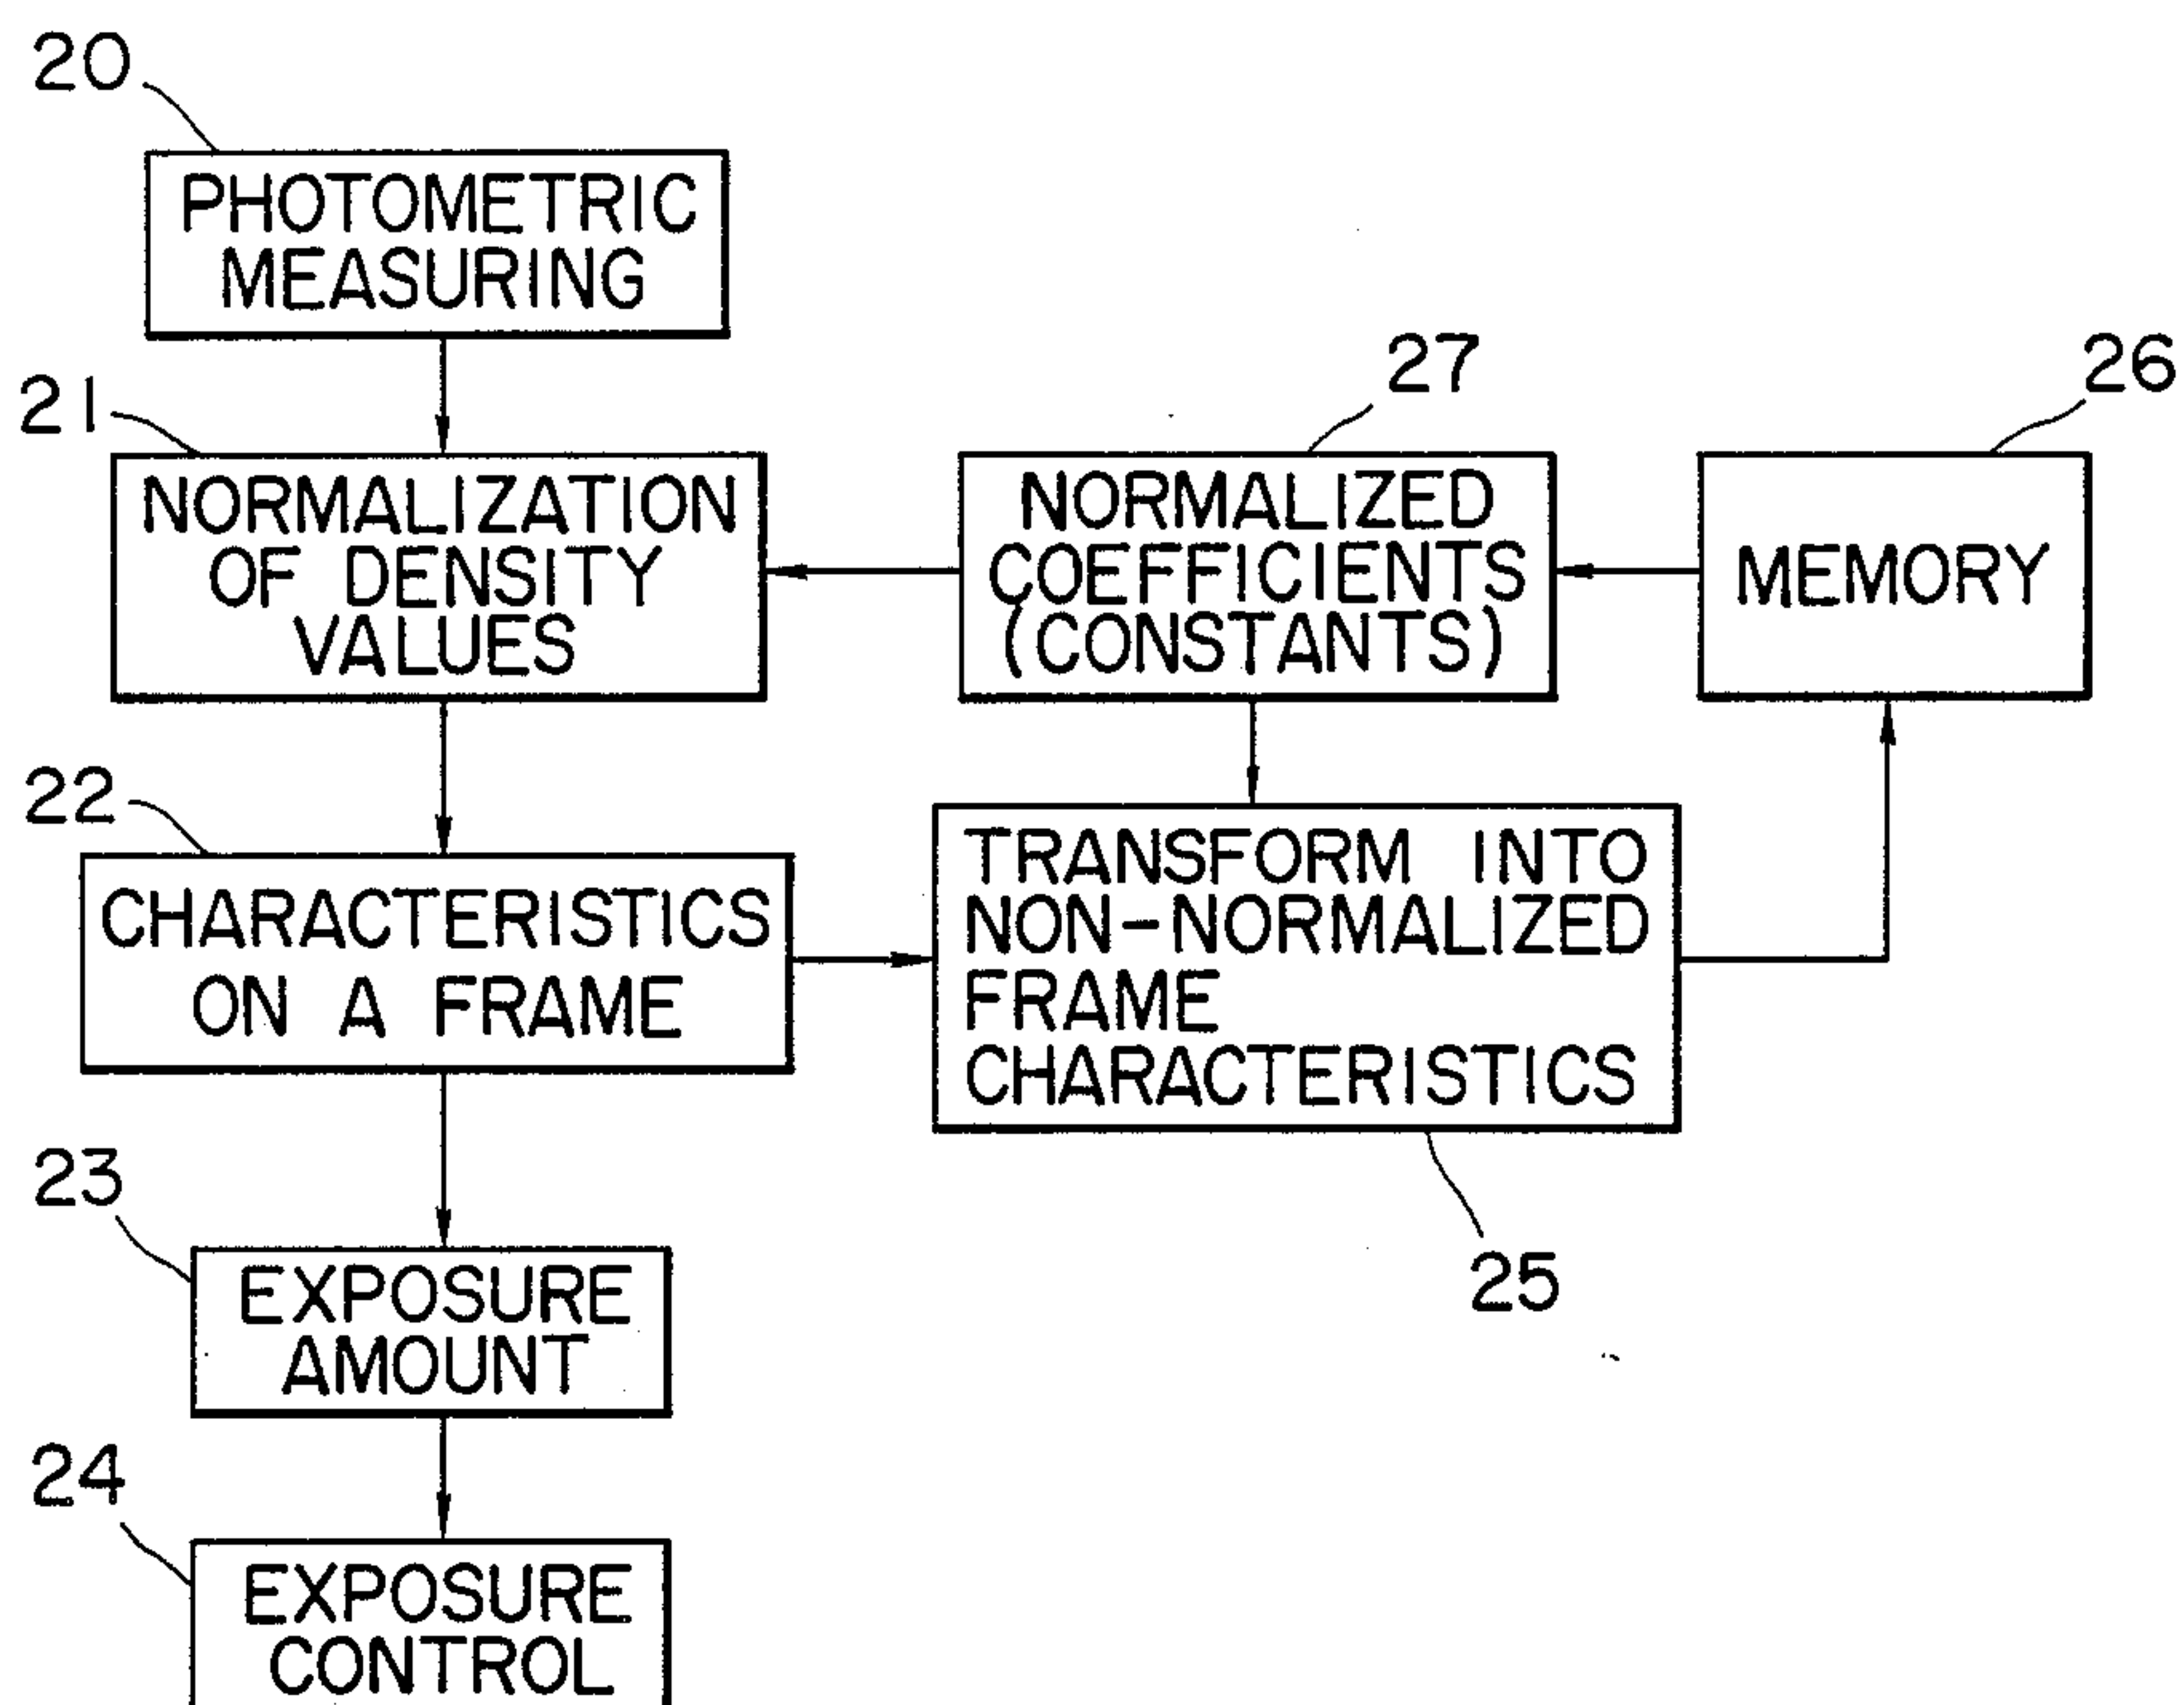 20
PHOTOMETRIC
MEASURING
21
NORMALIZATION
OF DENSITY
VALUES
27
NORMALIZED
COEFFICIENTS
(CONSTANTS)
26
MEMORY
22
CHARACTERISTICS
ON A FRAME
TRANSFORM INTO
NON-NORMALIZED
FRAME
CHARACTERISTICS
25
23
EXPOSURE
AMOUNT
24
EXPOSURE
CONTROL